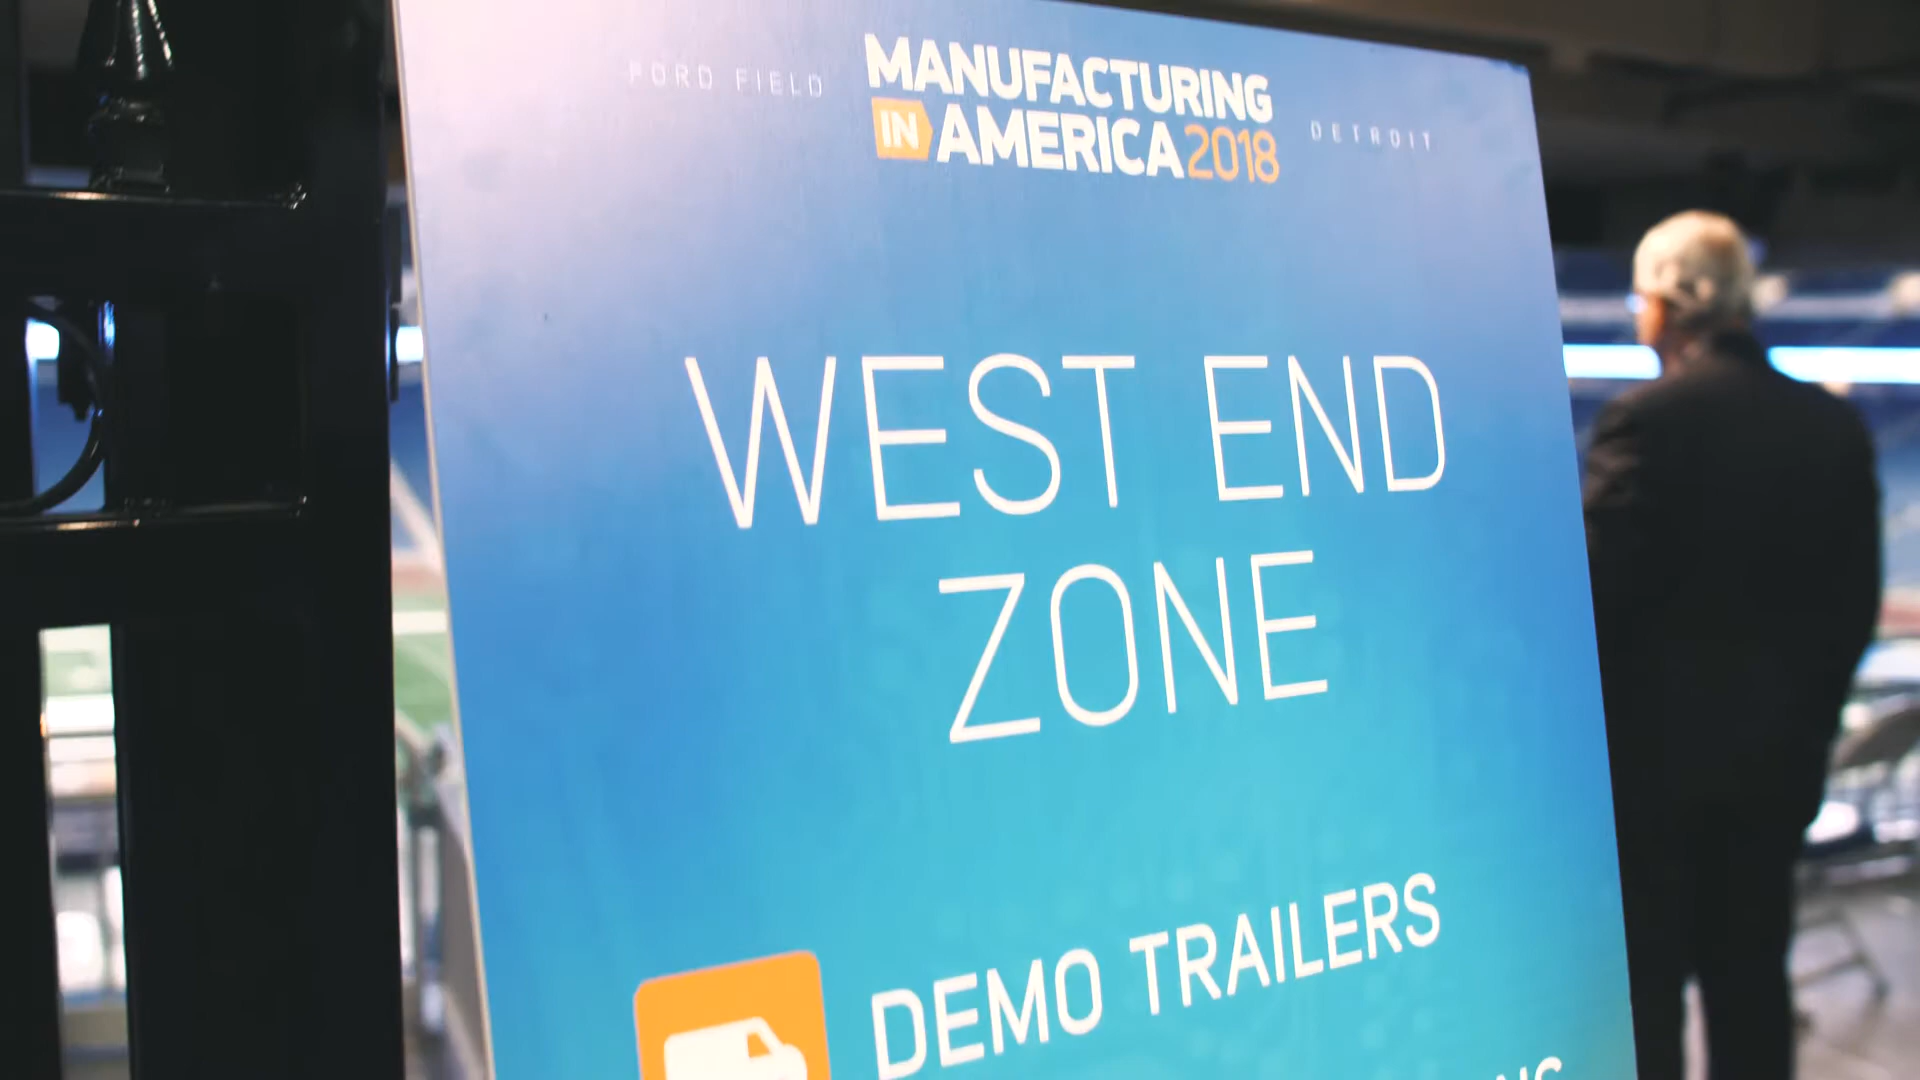 FORD FIELD
MANUFACTURING
IN AMERICA 2018
DETROIT
WEST END
ZONE
DEMO TRAILERS